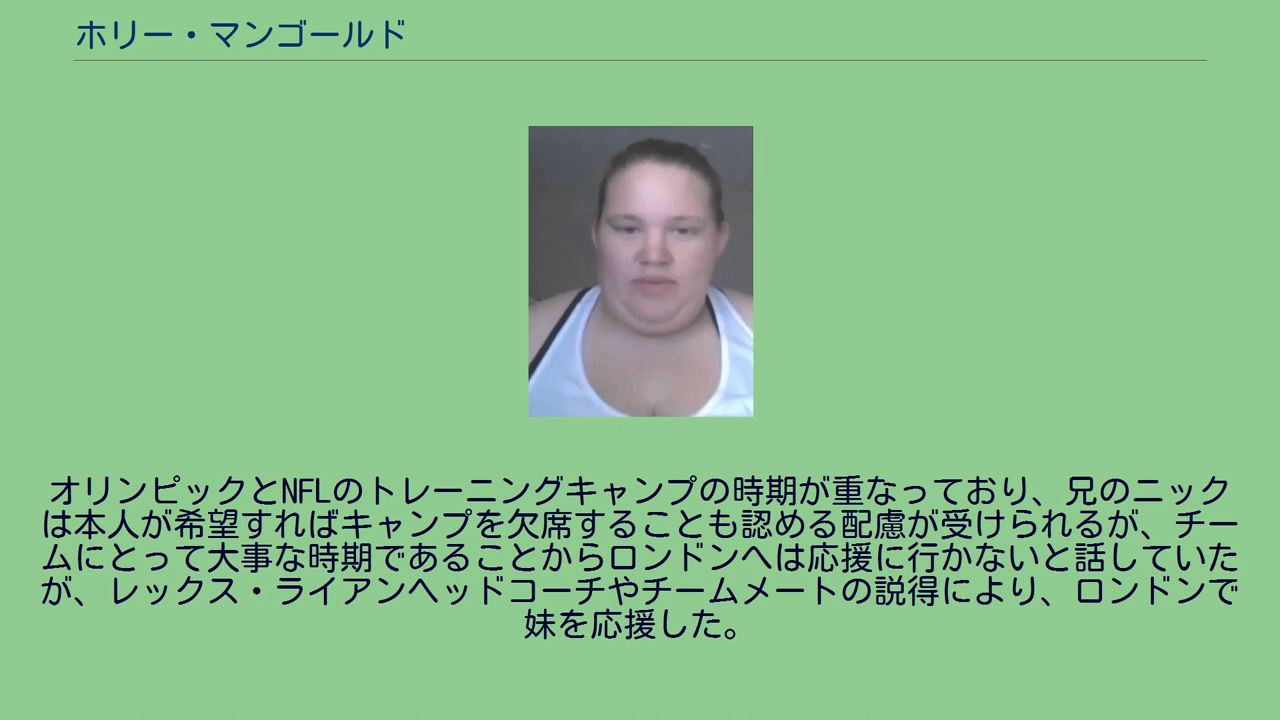 ホリー・マンゴールド
オリンピックとNFLのトレーニングキャンプの時期が重なっており、兄のニック
は本人が希望すればキャンプを欠席することも認める配慮が受けられるが、チー
ムにとって大事な時期であることからロンドンへは応援に行かないと話していた
が、レックス・ライアンヘッドコーチやチームメートの説得により、ロンドンで
妹を応援した。